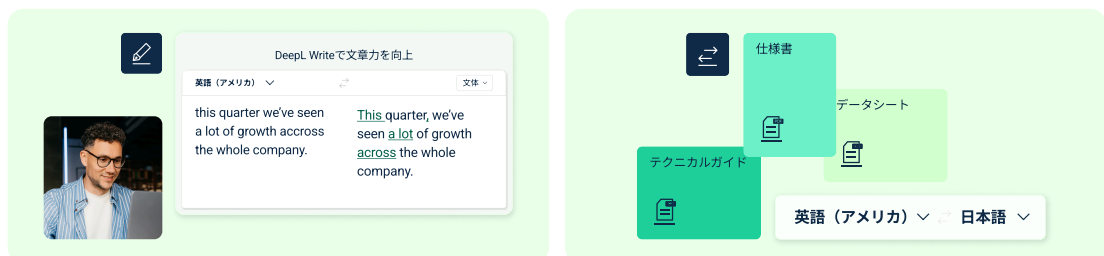 DeepL Writeで文章力を向上
英語（アメリカ）
文体
this quarter we’ve seen
a lot of growth accross
the whole company.
This quarter, we’ve
seen a lot of growth
across the whole
company.
仕様書
データシート
テクニカルガイド
英語（アメリカ） 日本語